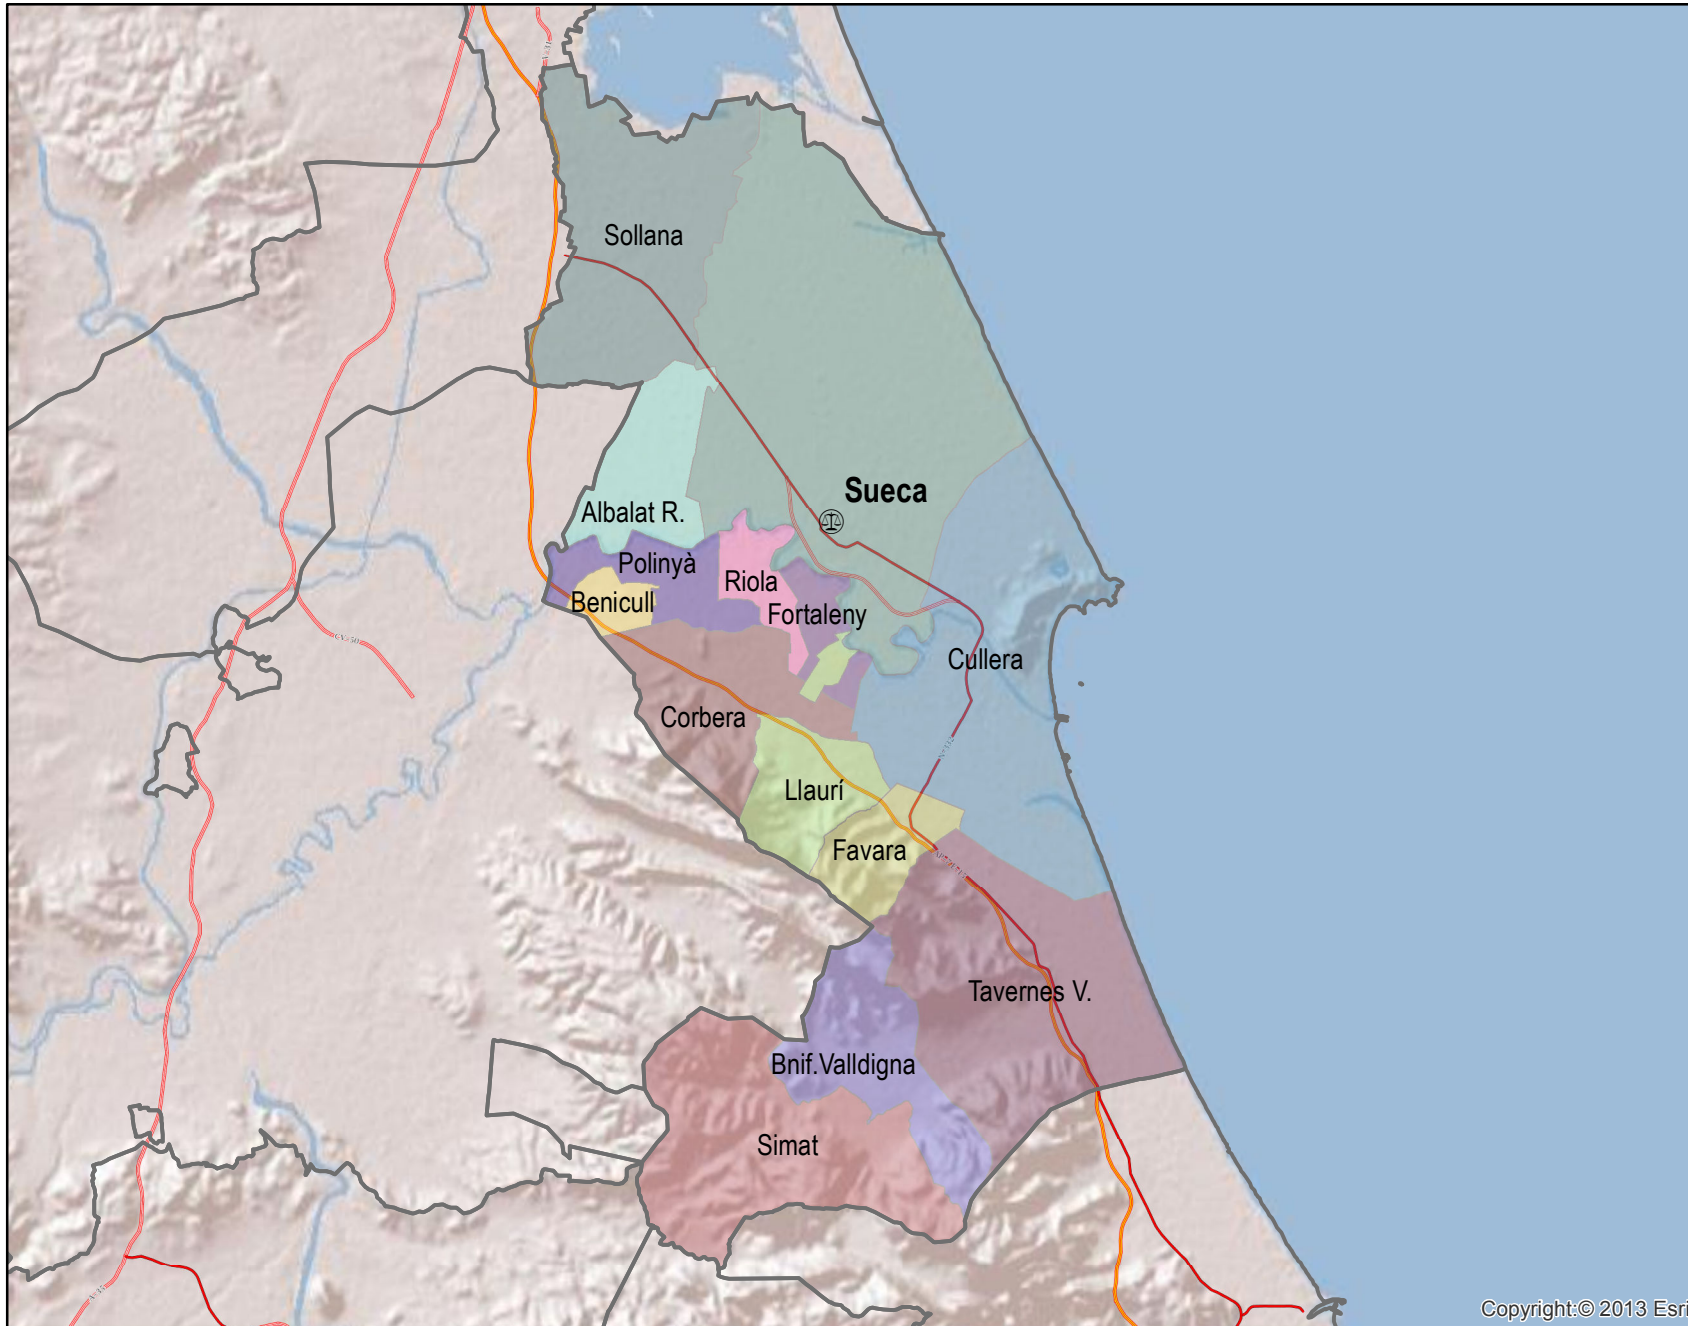 Sollana
Sueca
Albalat R.
Polinyà
Riola
Benicull
Fortaleny
Cullera
Corbera
Llaurí
Favara
Tavernes V.
Bnif.Valldigna
Simat
Copyright:© 2013 Esri